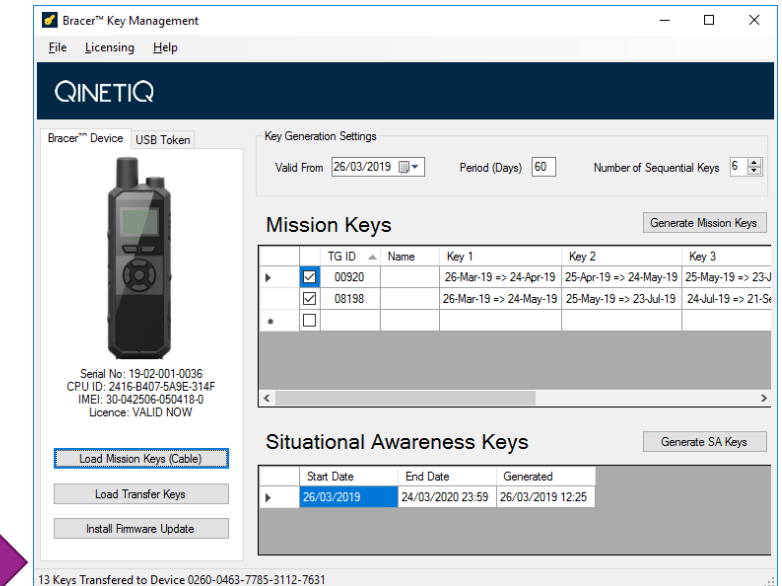 Bracer™ Key Management
File Licensing Help
QINETIQ
Bracer™ Device USB Token
Serial No: 19-02-001-0036
CPU ID: 2416-B407-5A9E-314F
IMEI: 30-042506-050418-0
Licence: VALID NOW
Load Mission Keys (Cable)
Load Transfer Keys
Install Firmware Update
Key Generation Settings
Valid From 26/03/2019 Period (Days) 60 Number of Sequential Keys 6
Mission Keys Generate Mission Keys
TG ID Name Key 1 Key 2 Key 3
00920 26-Mar-19 => 24-Apr-19 25-Apr-19 => 24-May-19 25-May-19 => 23-J
08198 26-Mar-19 => 24-May-19 25-May-19 => 23-Jul-19 24-Jul-19 => 21-Se
Situational Awareness Keys Generate SA Keys
Start Date End Date Generated
26/03/2019 24/03/2020 23:59 26/03/2019 12:25
13 Keys Transfered to Device 0260-0463-7785-3112-7631